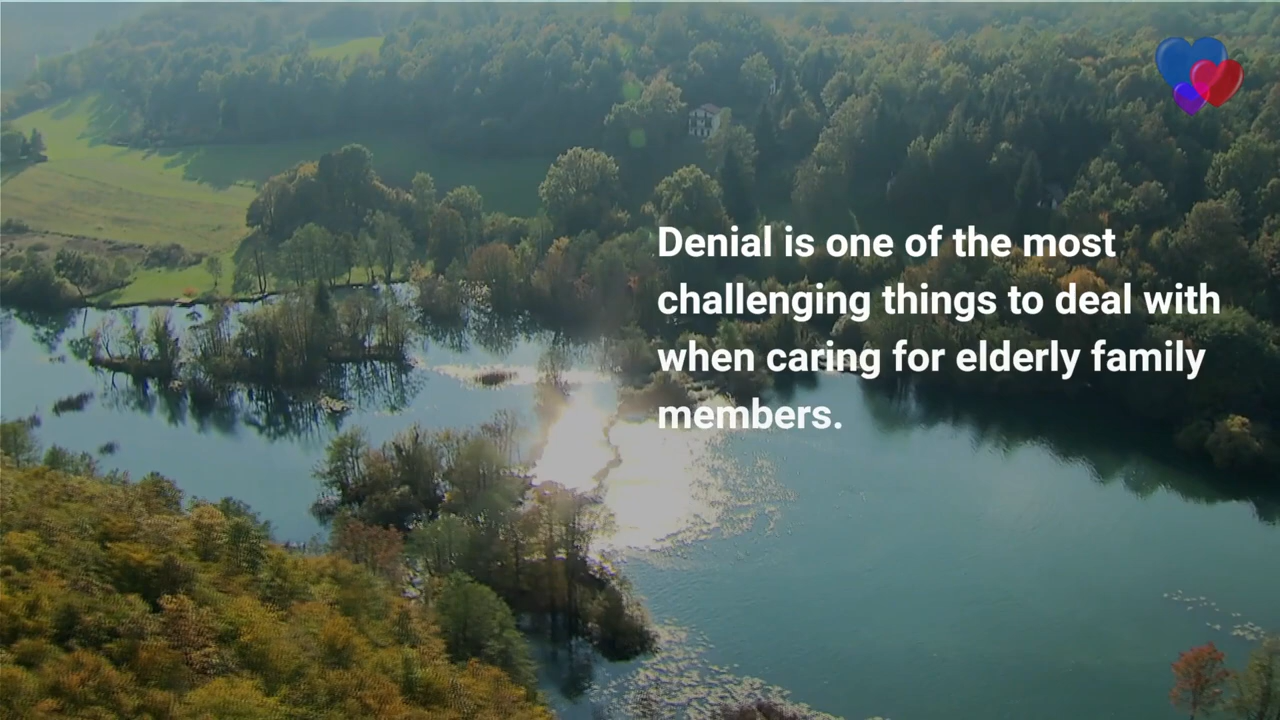 Denial is one of the most
challenging things to deal with
when caring for elderly family
members.